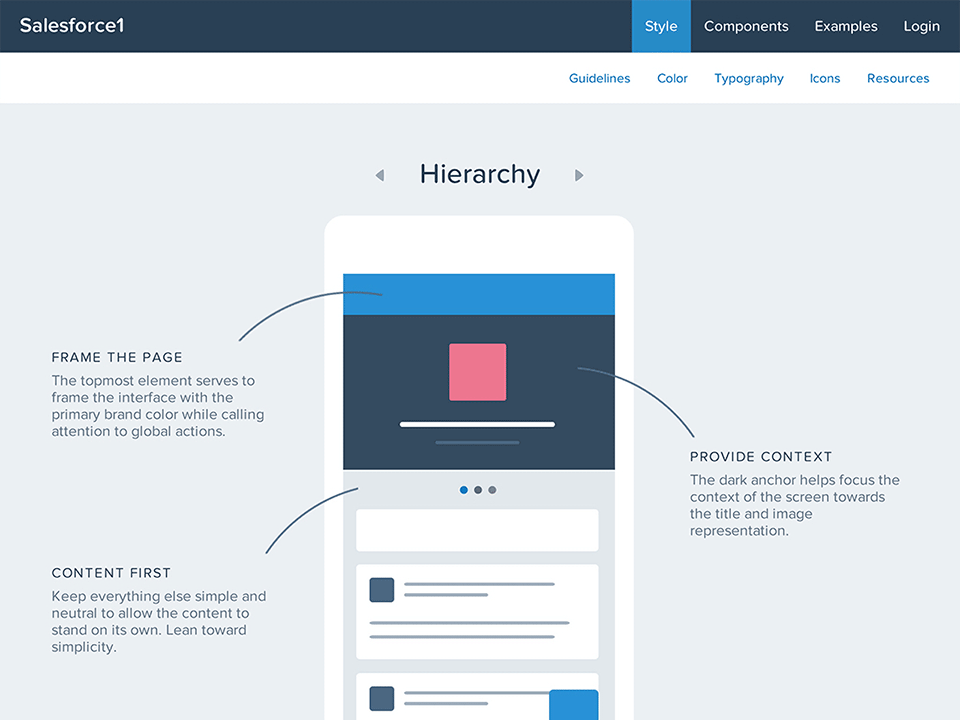 Salesforce1
Style
Components
Examples
Login
Guidelines
Color
Typography
Icons
Resources
Hierarchy
FRAME THE PAGE
The topmost element serves to
frame the interface with the
primary brand color while calling
attention to global actions.
PROVIDE CONTEXT
The dark anchor helps focus the
context of the screen towards
the title and image
representation.
CONTENT FIRST
Keep everything else simple and
neutral to allow the content to
stand on its own. Lean toward
simplicity.